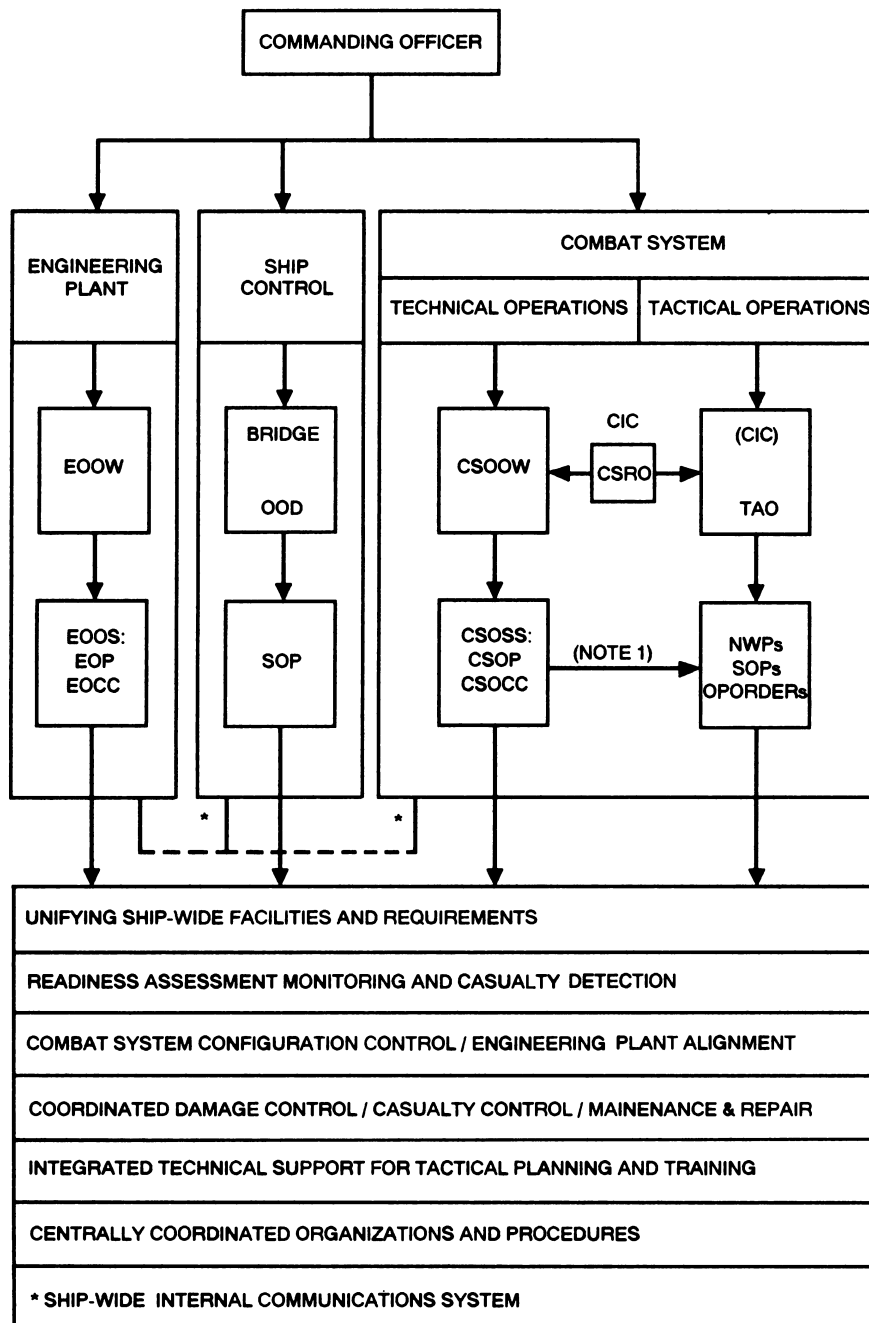 COMMANDING OFFICER
ENGINEERING
PLANT
SHIP
CONTROL
COMBAT SYSTEM
TECHNICAL OPERATIONS
TACTICAL OPERATIONS
EOOW
BRIDGE
OOD
CSOOW
CIC
CSRO
(CIC)
TAO
EOOS:
EOP
EOCC
SOP
CSOSS:
CSOP
CSOCC
(NOTE 1)
NWPs
SOPs
OPORDERs
*
*
UNIFYING SHIP-WIDE FACILITIES AND REQUIREMENTS
READINESS ASSESSMENT MONITORING AND CASUALTY DETECTION
COMBAT SYSTEM CONFIGURATION CONTROL / ENGINEERING PLANT ALIGNMENT
COORDINATED DAMAGE CONTROL / CASUALTY CONTROL / MAINENANCE & REPAIR
INTEGRATED TECHNICAL SUPPORT FOR TACTICAL PLANNING AND TRAINING
CENTRALLY COORDINATED ORGANIZATIONS AND PROCEDURES
* SHIP-WIDE INTERNAL COMMUNICATIONS SYSTEM